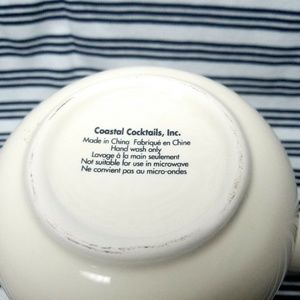 Coastal Cocktails, Inc.
Made in China Fabriqué en Chine
Hand wash only
Lavage à la main seulement
Not suitable for use in microwave
Ne convient pas au micro-ondes